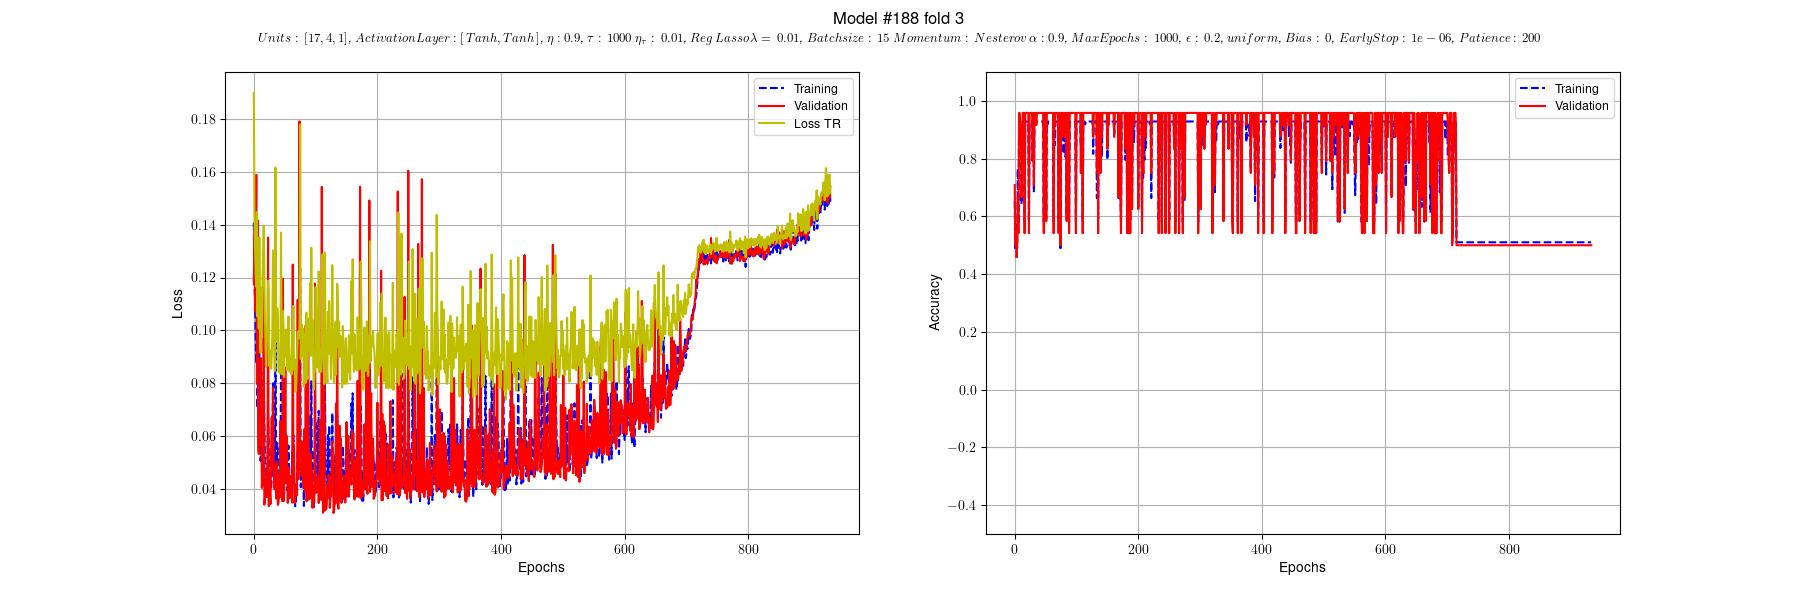 Model #188 fold 3
Units : [17, 4, 1], ActivationLayer : [Tanh, Tanh], η : 0.9, τ : 1000 η_τ : 0.01, Reg Lassoλ = 0.01, Batchsize : 15 Momentum : Nesterov α : 0.9, MaxEpochs : 1000, ϵ : 0.2, uniform, Bias : 0, EarlyStop : 1e − 06, Patience : 200
Training
Validation
Loss TR
0.18
0.16
0.14
0.12
0.10
0.08
0.06
0.04
Loss
0 200 400 600 800
Epochs
Training
Validation
1.0
0.8
0.6
0.4
0.2
0.0
−0.2
−0.4
Accuracy
0 200 400 600 800
Epochs